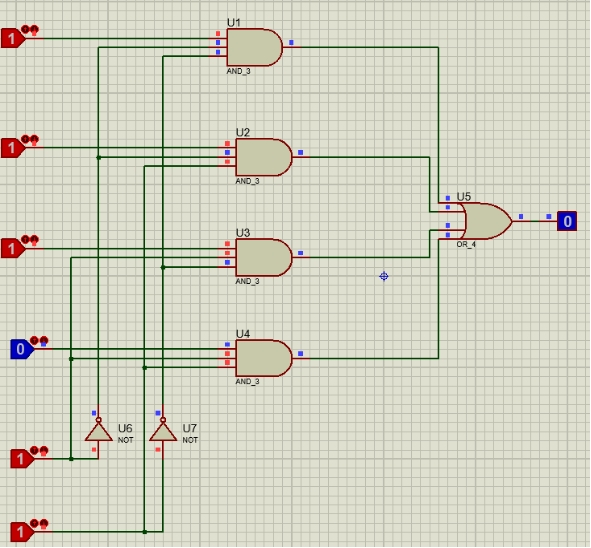 U1
1
AND_3
U2
1
AND_3
U5
0
OR_4
U3
1
AND_3
U4
0
AND_3
U6
NOT
U7
NOT
1
1